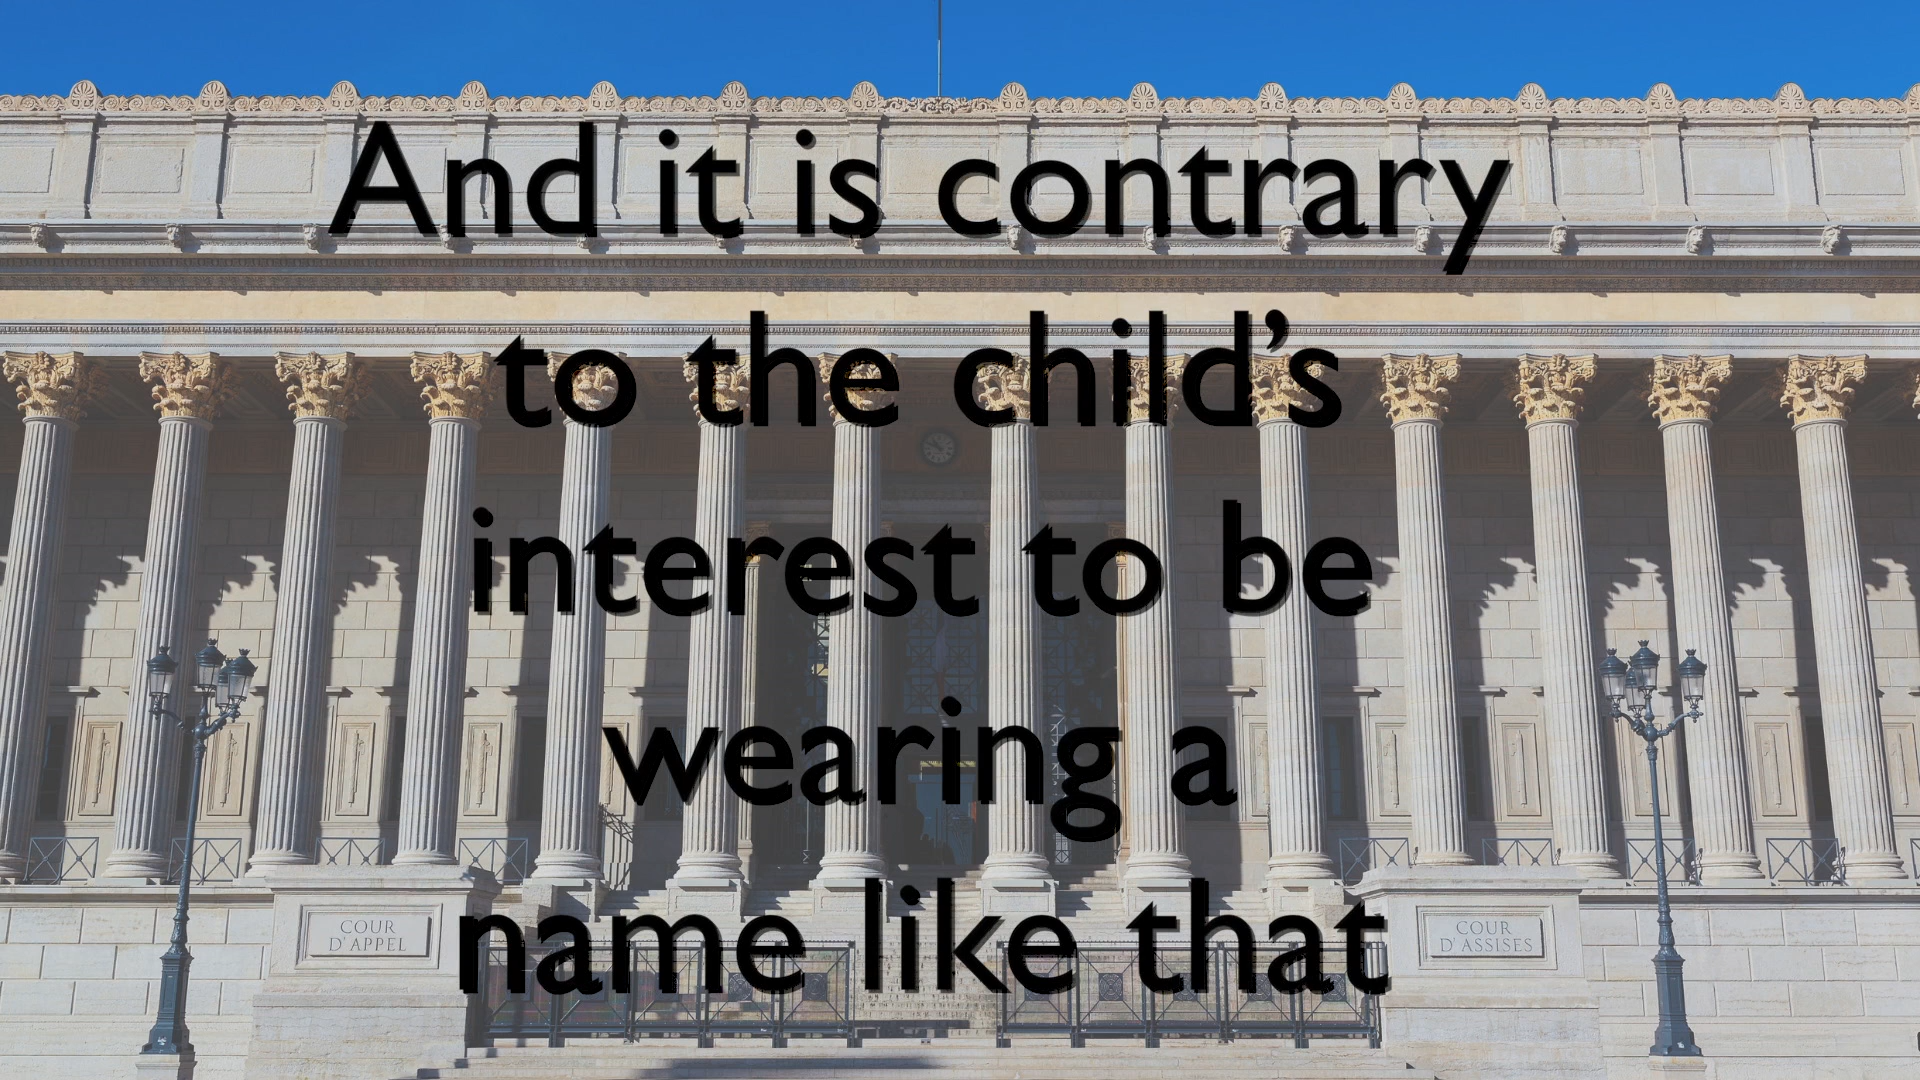 And it is contrary
to the child’s
interest to be
wearing a
name like that
COUR
D'APPEL
COUR
D'ASSISES